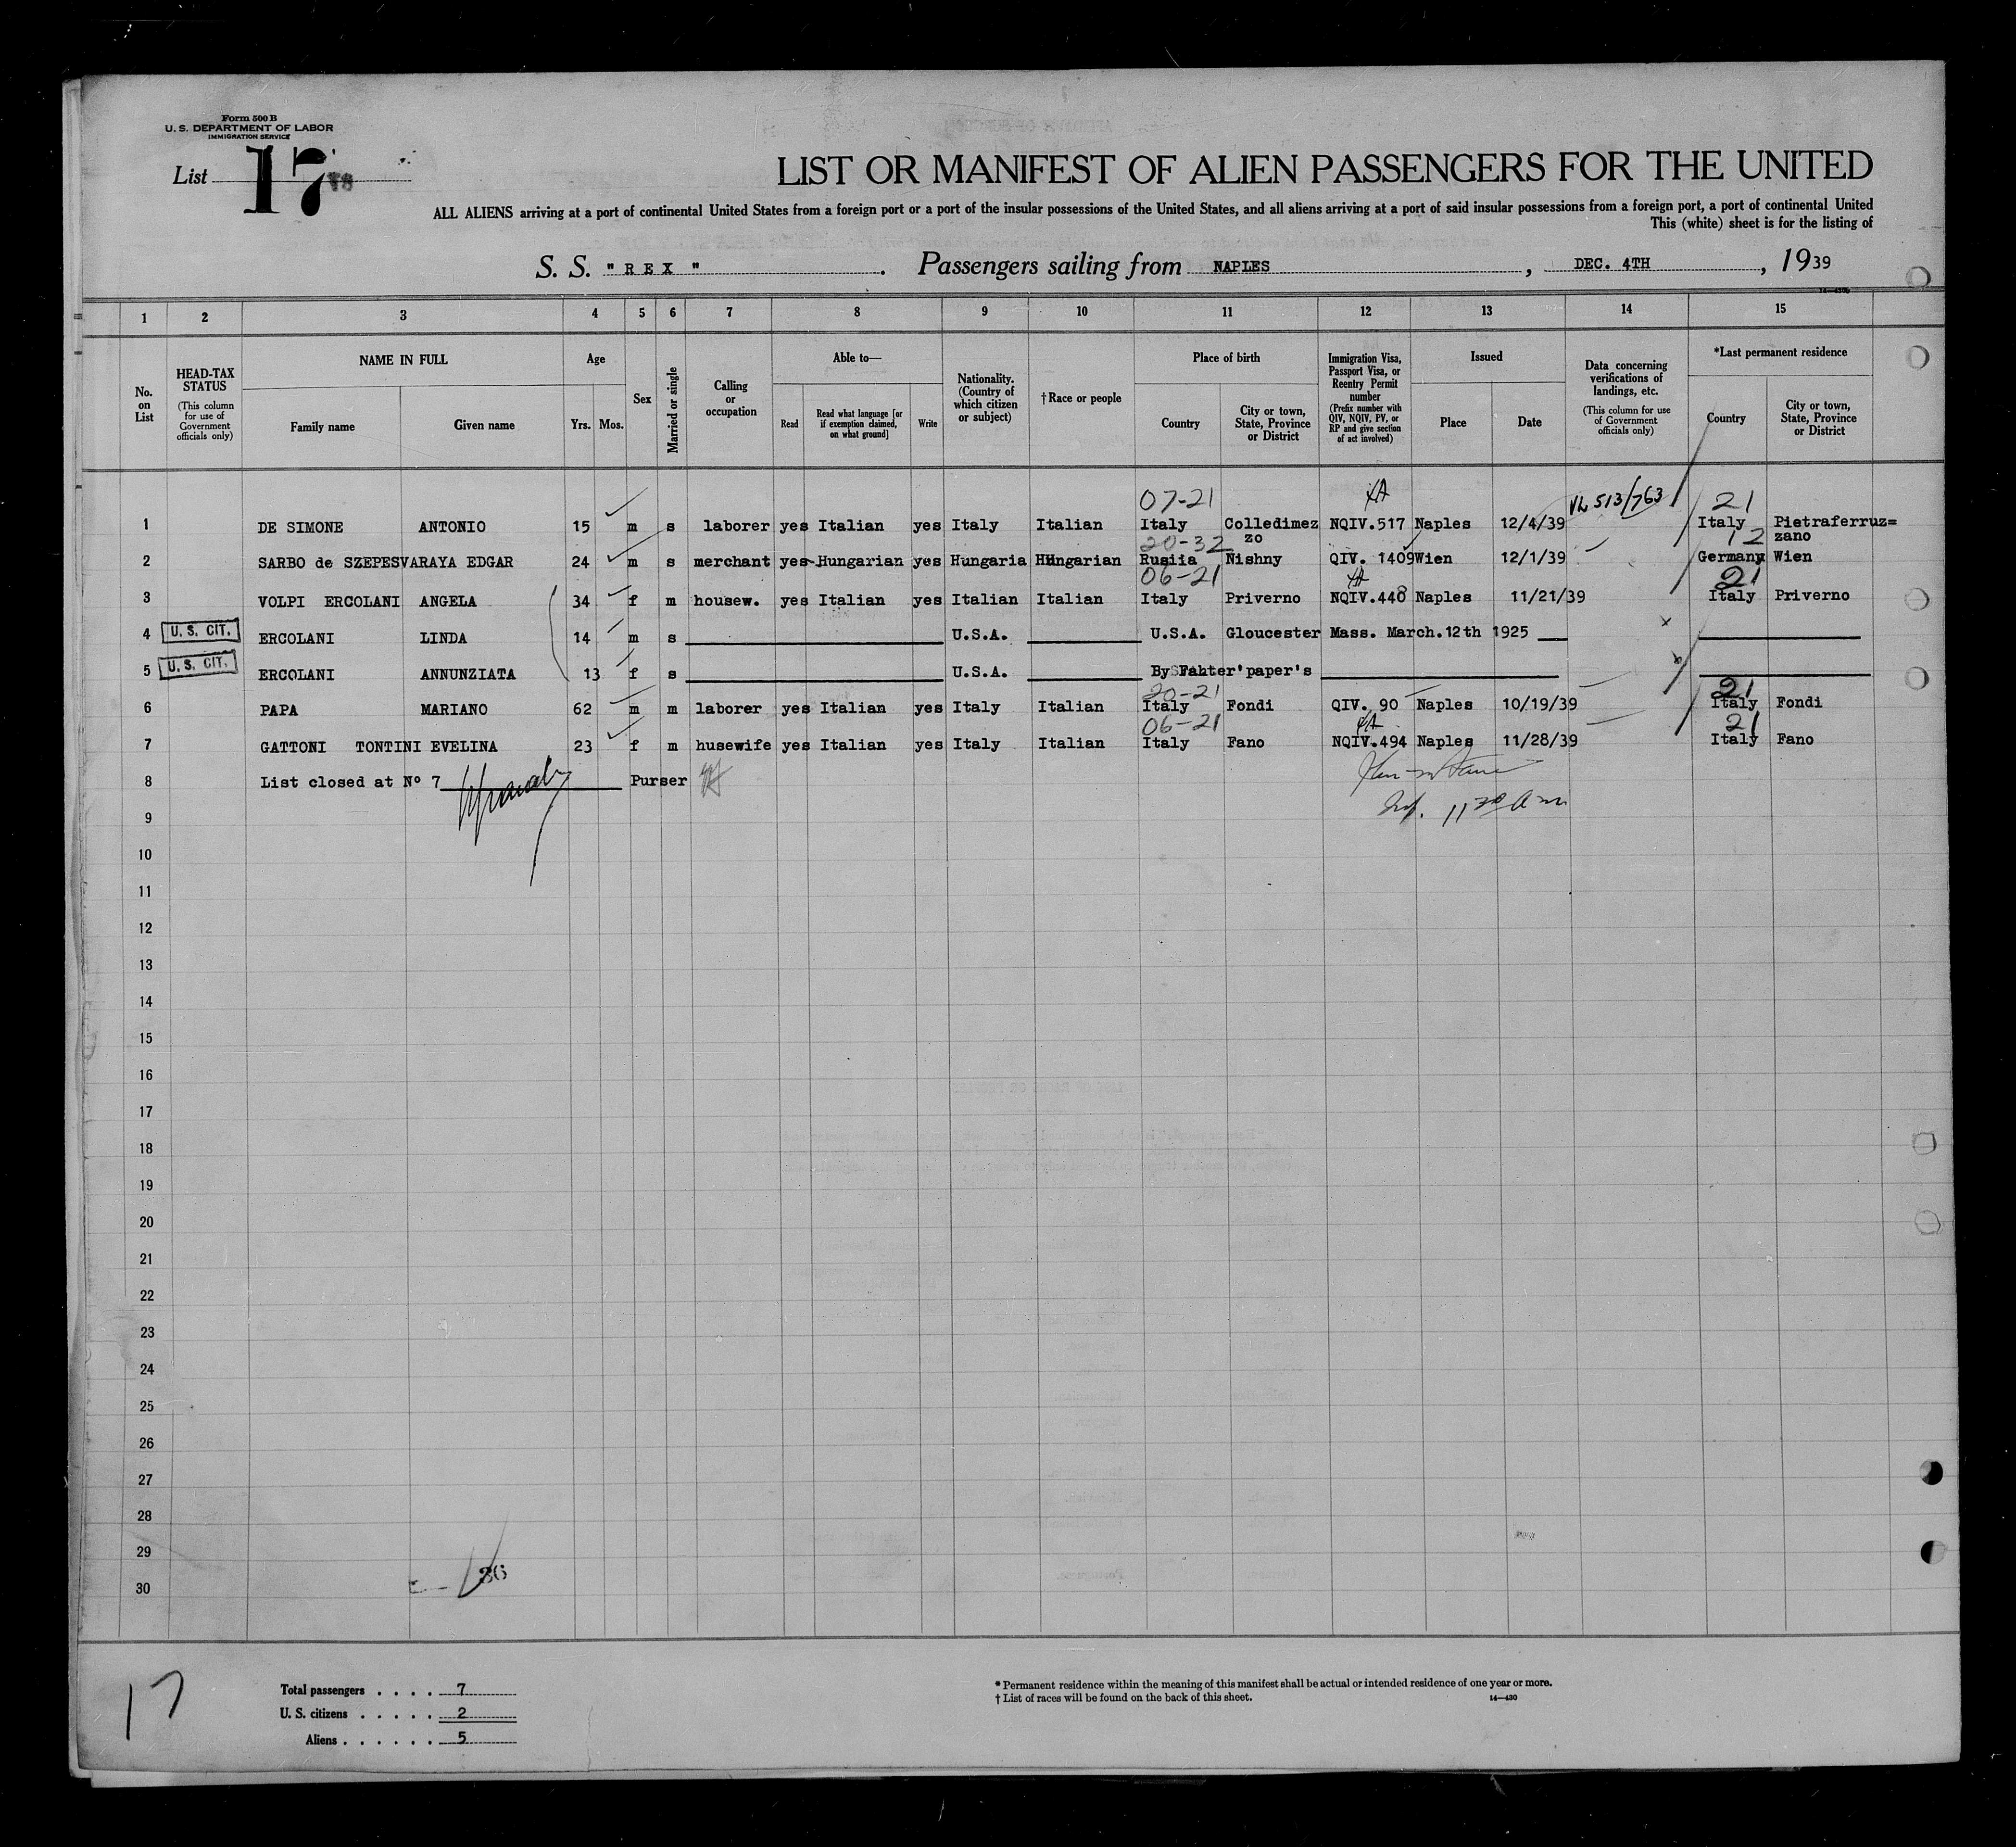 Form 500 B
U. S. DEPARTMENT OF LABOR
IMMIGRATION SERVICE
List 17
LIST OR MANIFEST OF ALIEN PASSENGERS FOR THE UNITED
ALL ALIENS arriving at a port of continental United States from a foreign port or a port of the insular possessions of the United States, and all aliens arriving at a port of said insular possessions from a foreign port, a port of continental United
This (white) sheet is for the listing of
S. S. " R E X " . Passengers sailing from NAPLES , DEC. 4TH , 1939
1 2 3 4 5 6 7 8 9 10 11 12 13 14 15
No. on List
HEAD-TAX STATUS
(This column for use of Government officials only)
NAME IN FULL
Family name Given name
Age
Yrs. Mos.
Sex
Married or single
Calling or occupation
Able to—
Read Read what language [or if exemption claimed, on what ground] Write
Nationality. (Country of which citizen or subject)
† Race or people
Place of birth
Country City or town, State, Province or District
Immigration Visa, Passport Visa, or Reentry Permit number
(Prefix number with QIV, NQIV, PV, or RP and give section of act involved)
Issued
Place Date
Data concerning verifications of landings, etc.
(This column for use of Government officials only)
*Last permanent residence
Country City or town, State, Province or District
07-21 4A VL 513/763 21
1 DE SIMONE ANTONIO 15 m s laborer yes Italian yes Italy Italian Italy Colledimez NQIV.517 Naples 12/4/39 Italy Pietraferruz=
20-32 zo 12 zano
2 SARBO de SZEPESVARAYA EDGAR 24 m s merchant yes Hungarian yes Hungaria HUngarian Rusiia Nishny QIV. 1409 Wien 12/1/39 Germany Wien
06-21 4A 21
3 VOLPI ERCOLANI ANGELA 34 f m housew. yes Italian yes Italian Italian Italy Priverno NQIV.448 Naples 11/21/39 Italy Priverno
4 U. S. CIT. ERCOLANI LINDA 14 m s U.S.A. U.S.A. Gloucester Mass. March.12th 1925
5 U. S. CIT. ERCOLANI ANNUNZIATA 13 f s U.S.A. By Fahter'paper's
20-21 21
6 PAPA MARIANO 62 m m laborer yes Italian yes Italy Italian Italy Fondi QIV. 90 Naples 10/19/39 Italy Fondi
06-21 4A 21
7 GATTONI TONTINI EVELINA 23 f m husewife yes Italian yes Italy Italian Italy Fano NQIV.494 Naples 11/28/39 Italy Fano
8 List closed at Nº 7 Purser
9
10
11
12
13
14
15
16
17
18
19
20
21
22
23
24
25
26
27
28
29
30
86
17
Total passengers . . . . 7
U. S. citizens . . . . . 2
Aliens . . . . . . 5
* Permanent residence within the meaning of this manifest shall be actual or intended residence of one year or more.
† List of races will be found on the back of this sheet. 14—430